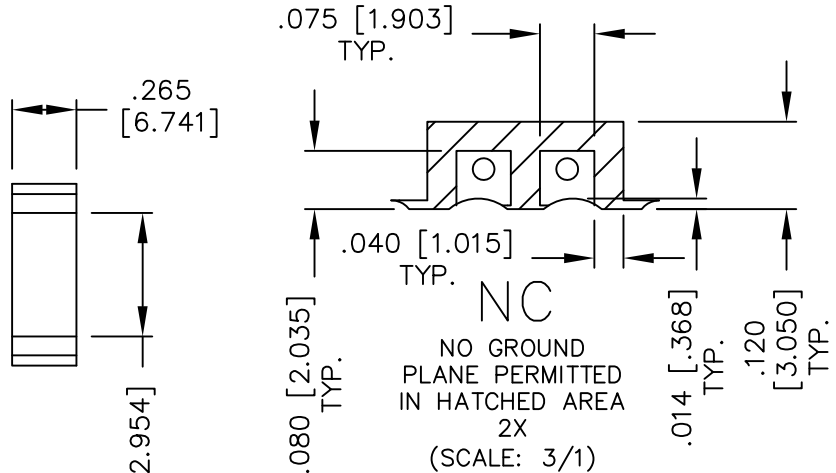 .075 [1.903]
TYP.
.265
[6.741]
.040 [1.015]
TYP.
NC
NO GROUND
PLANE PERMITTED
IN HATCHED AREA
2X
(SCALE: 3/1)
2.954]
.080 [2.035]
TYP.
.014 [.368]
TYP.
.120
[3.050]
TYP.